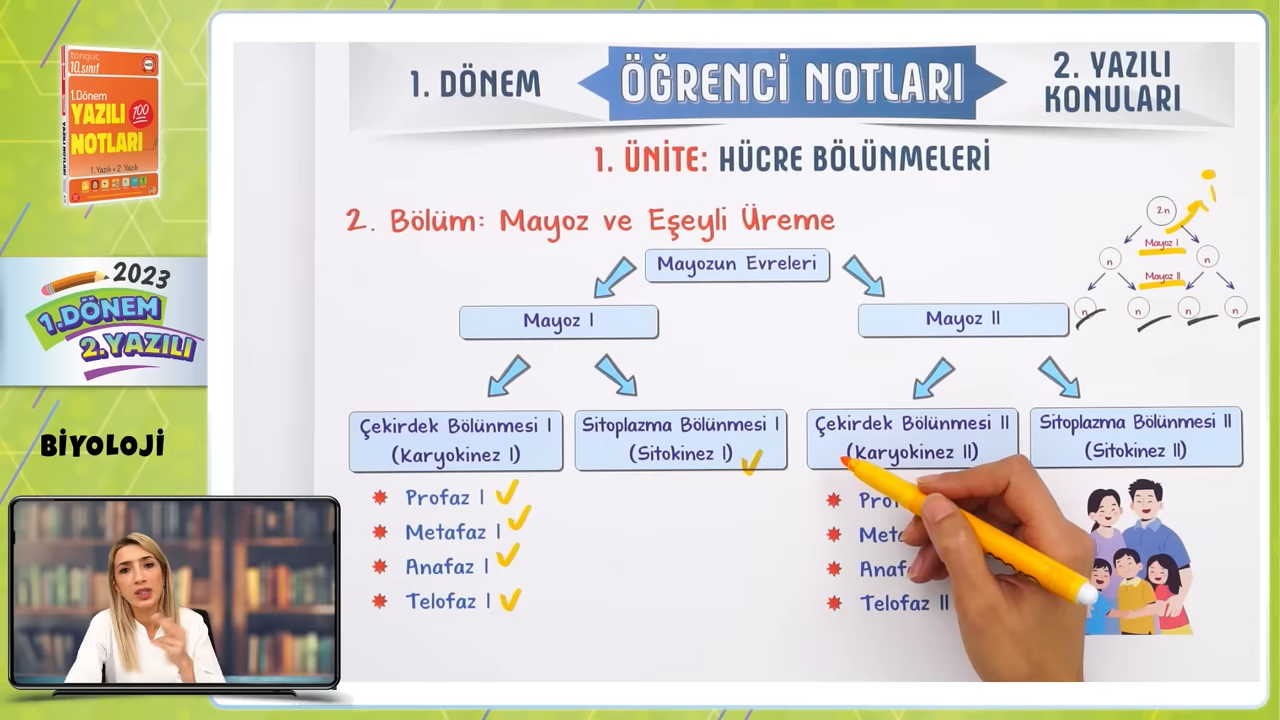 tonguç
10.sınıf
1.Dönem
YAZILI
NOTLARI
100
1. Yazılı + 2. Yazılı
YAZILI NOTLARI
2023
1.DÖNEM
2.YAZILI
BİYOLOJİ
1. DÖNEM
ÖĞRENCİ NOTLARI
2. YAZILI
KONULARI
1. ÜNİTE: HÜCRE BÖLÜNMELERİ
2. Bölüm: Mayoz ve Eşeyli Üreme
2n
Mayoz I
n
n
Mayoz II
n
n
n
n
Mayozun Evreleri
Mayoz I
Mayoz II
Çekirdek Bölünmesi I
(Karyokinez I)
Sitoplazma Bölünmesi I
(Sitokinez I)
Çekirdek Bölünmesi II
(Karyokinez II)
Sitoplazma Bölünmesi II
(Sitokinez II)
Profaz I
Metafaz I
Anafaz I
Telofaz I
Telofaz II